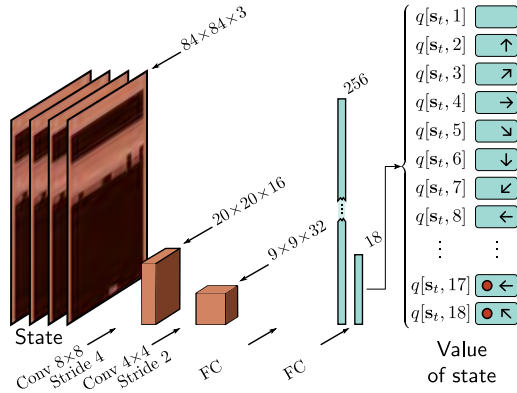 84×84×3
256
20×20×16
9×9×32
18
State
Conv 8×8
Stride 4
Conv 4×4
Stride 2
FC
FC
q[s_t, 1]
q[s_t, 2] ↑
q[s_t, 3] ↗
q[s_t, 4] →
q[s_t, 5] ↘
q[s_t, 6] ↓
q[s_t, 7] ↙
q[s_t, 8] ←
⋮ ⋮
q[s_t, 17] ←
q[s_t, 18] ↖
Value
of state